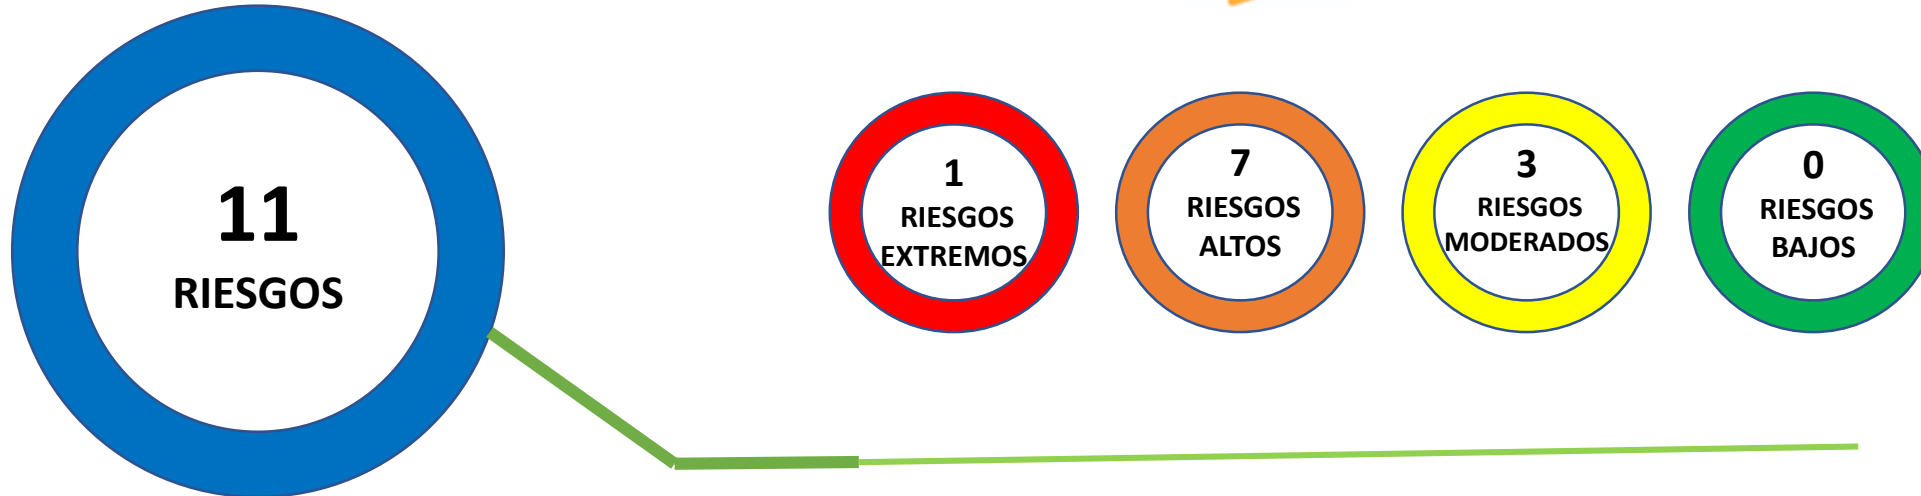 11
RIESGOS
1
RIESGOS
EXTREMOS
7
RIESGOS
ALTOS
3
RIESGOS
MODERADOS
0
RIESGOS
BAJOS